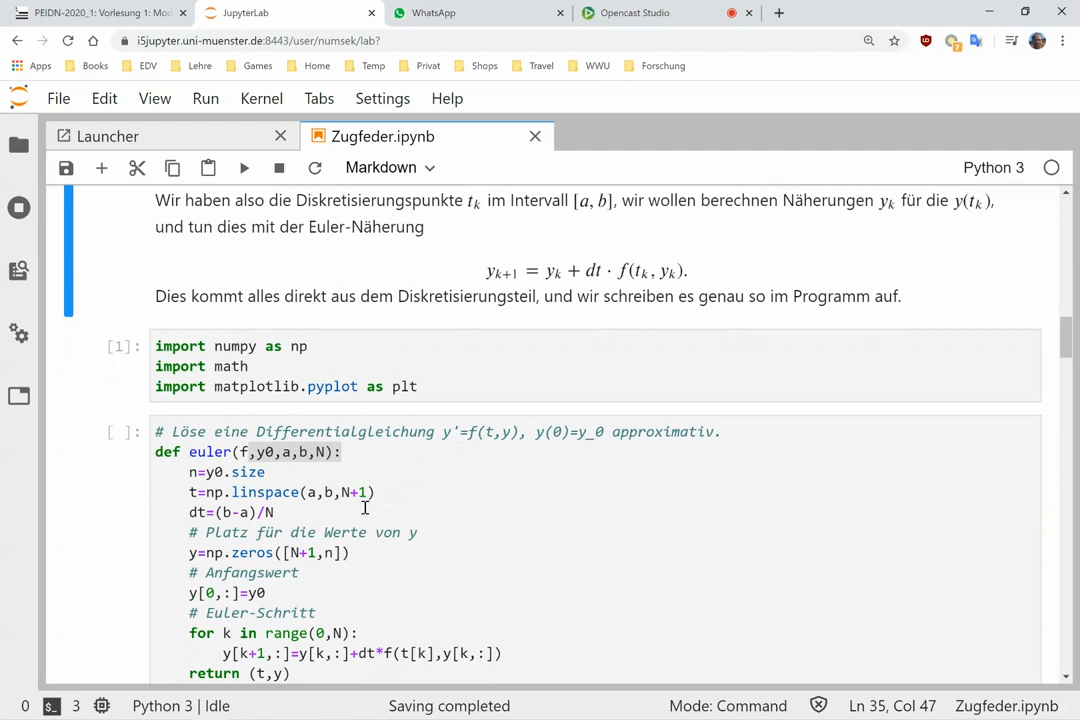 PEIDN-2020_1: Vorlesung 1: Mod
JupyterLab
WhatsApp
Opencast Studio
i5jupyter.uni-muenster.de:8443/user/numsek/lab?
Apps Books EDV Lehre Games Home Temp Privat Shops Travel WWU Forschung
File Edit View Run Kernel Tabs Settings Help
Launcher
Zugfeder.ipynb
Markdown
Python 3
Wir haben also die Diskretisierungspunkte t_k im Intervall [a, b], wir wollen berechnen Näherungen y_k für die y(t_k),
und tun dies mit der Euler-Näherung
y_{k+1} = y_k + dt · f(t_k, y_k).
Dies kommt alles direkt aus dem Diskretisierungsteil, und wir schreiben es genau so im Programm auf.
[1]:
import numpy as np
import math
import matplotlib.pyplot as plt
[ ]:
# Löse eine Differentialgleichung y'=f(t,y), y(0)=y_0 approximativ.
def euler(f,y0,a,b,N):
n=y0.size
t=np.linspace(a,b,N+1)
dt=(b-a)/N
# Platz für die Werte von y
y=np.zeros([N+1,n])
# Anfangswert
y[0,:]=y0
# Euler-Schritt
for k in range(0,N):
y[k+1,:]=y[k,:]+dt*f(t[k],y[k,:])
return (t,y)
0 3 Python 3 | Idle Saving completed Mode: Command Ln 35, Col 47 Zugfeder.ipynb